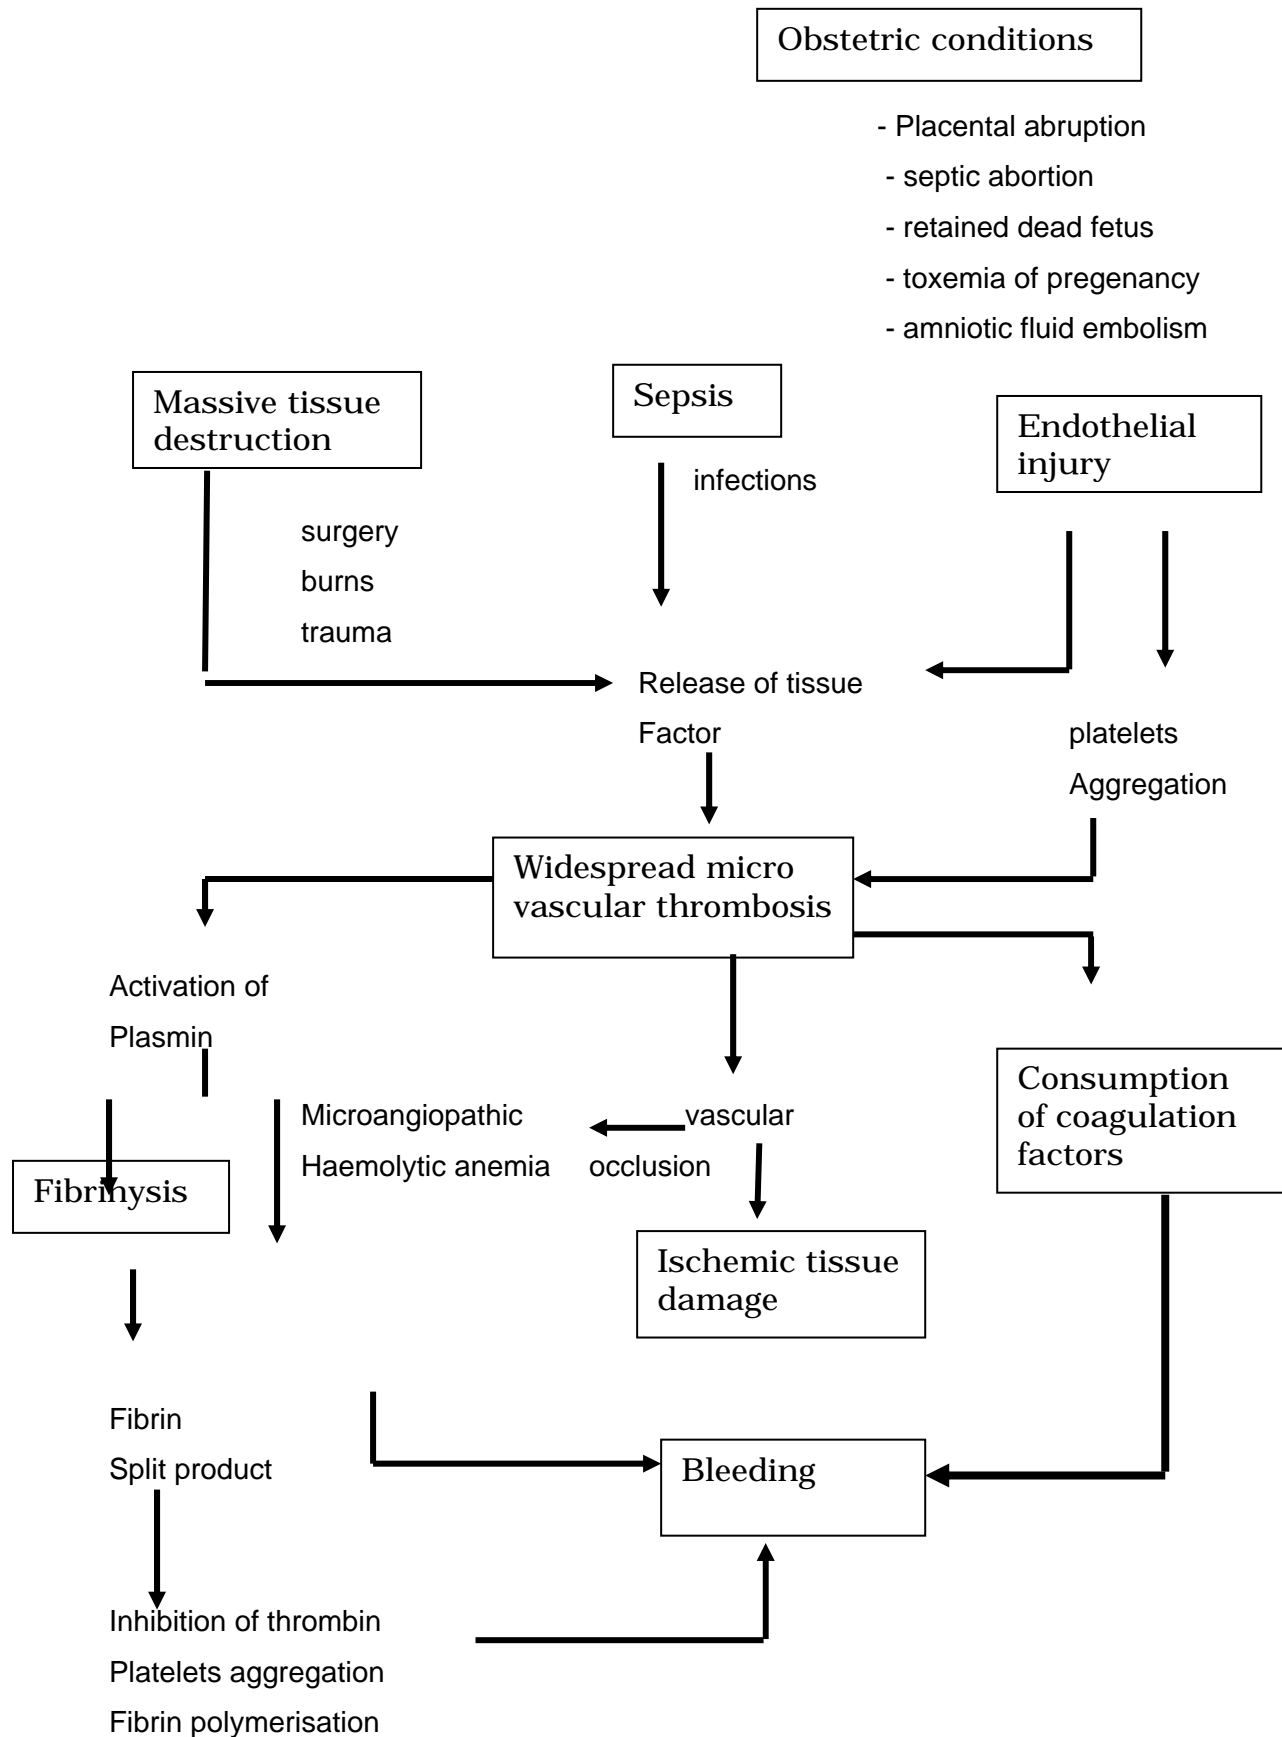 Obstetric conditions
- Placental abruption
- septic abortion
- retained dead fetus
- toxemia of pregenancy
- amniotic fluid embolism
Massive tissue
destruction
Sepsis
Endothelial
injury
infections
surgery
burns
trauma
Release of tissue
Factor
platelets
Aggregation
Widespread micro
vascular thrombosis
Activation of
Plasmin
Microangiopathic
Haemolytic anemia
vascular
occlusion
Consumption
of coagulation
factors
Fibrinysis
Ischemic tissue
damage
Fibrin
Split product
Bleeding
Inhibition of thrombin
Platelets aggregation
Fibrin polymerisation